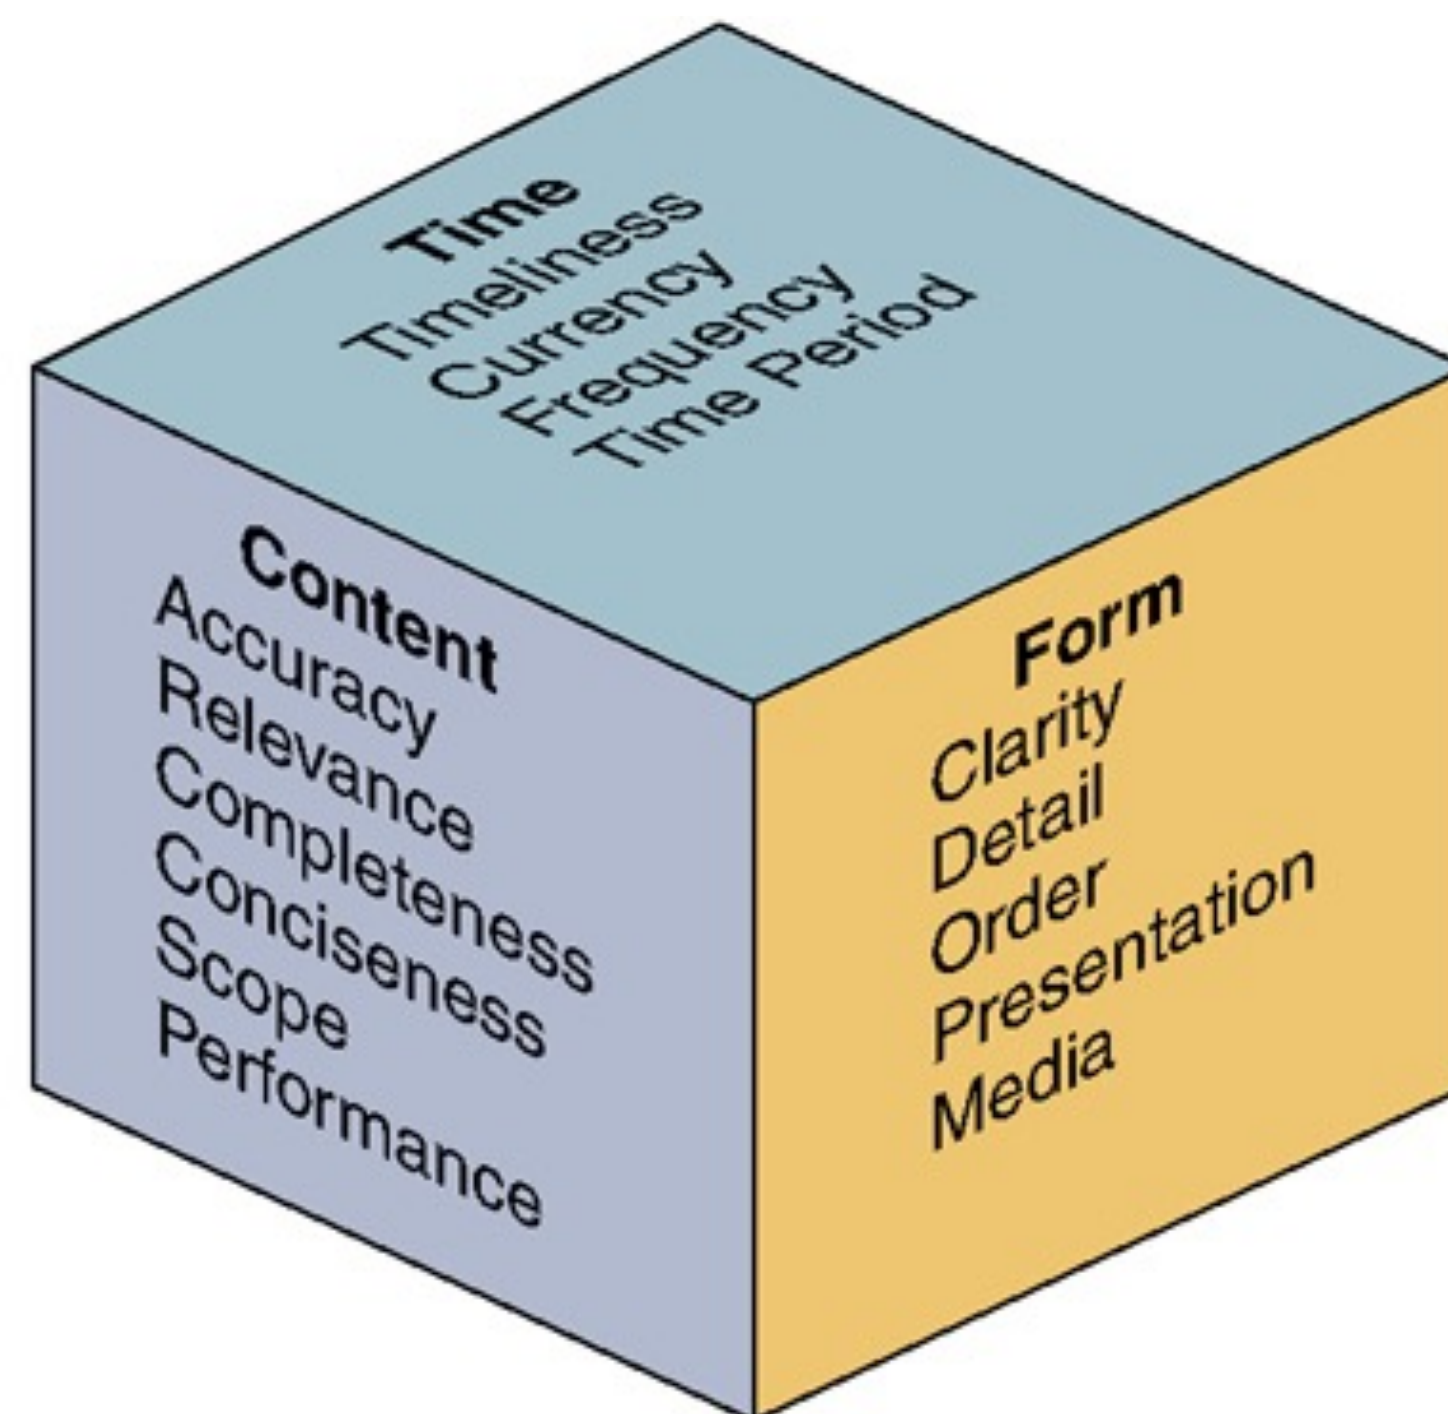 Time
Timeliness
Currency
Frequency
Time Period
Content
Accuracy
Relevance
Completeness
Conciseness
Scope
Performance
Form
Clarity
Detail
Order
Presentation
Media